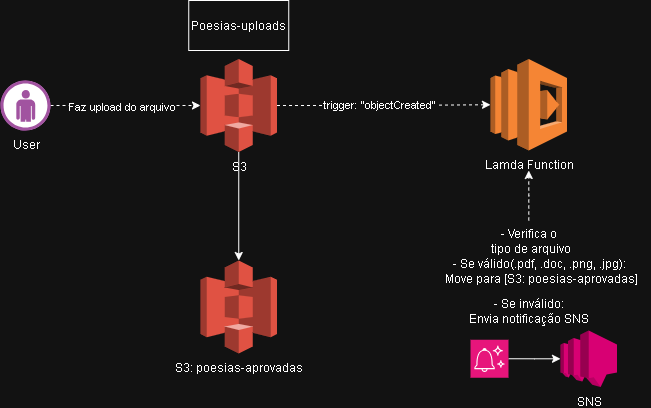 Poesias-uploads
Faz upload do arquivo
trigger: "objectCreated"
User
S3
Lamda Function
- Verifica o
tipo de arquivo
- Se válido(.pdf, .doc, .png, .jpg):
Move para [S3: poesias-aprovadas]
- Se inválido:
Envia notificação SNS
S3: poesias-aprovadas
SNS